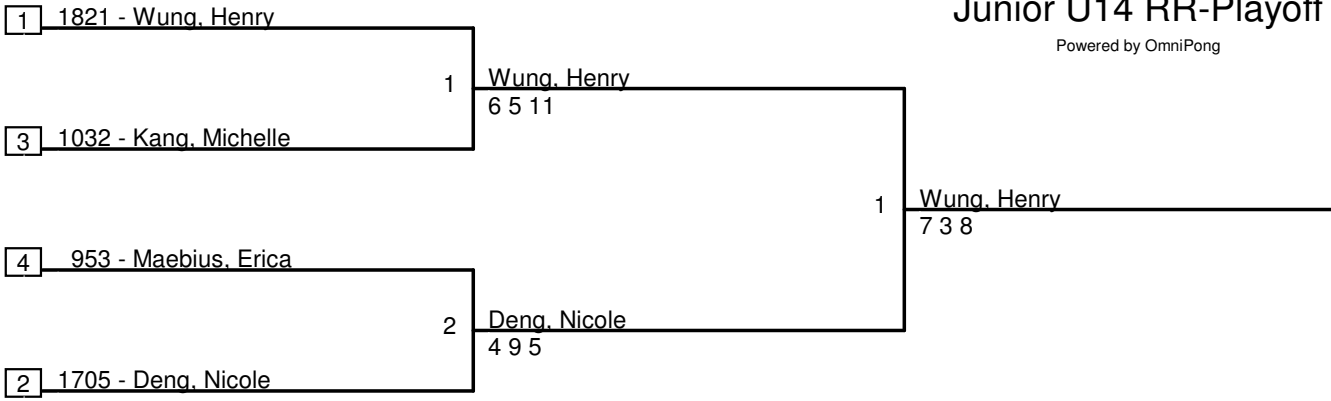 Junior U14 RR-Playoff
Powered by OmniPong
1 1821 - Wung, Henry
1 Wung, Henry
6 5 11
3 1032 - Kang, Michelle
1 Wung, Henry
7 3 8
4 953 - Maebius, Erica
2 Deng, Nicole
4 9 5
2 1705 - Deng, Nicole